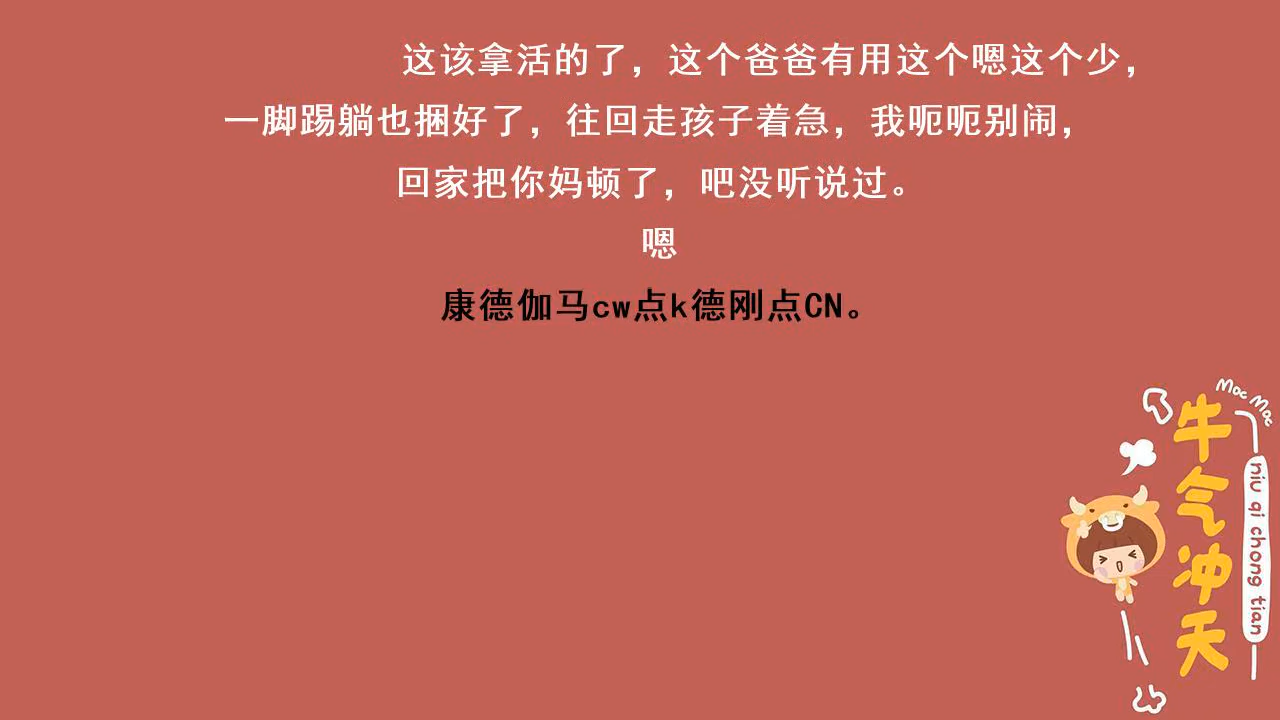 这该拿活的了，这个爸爸有用这个嗯这个少，
一脚踢躺也捆好了，往回走孩子着急，我呃呃别闹，
回家把你妈顿了，吧没听说过。
嗯
康德伽马cw点k德刚点CN。
Moc Moc
牛气冲天
niu qi chong tian